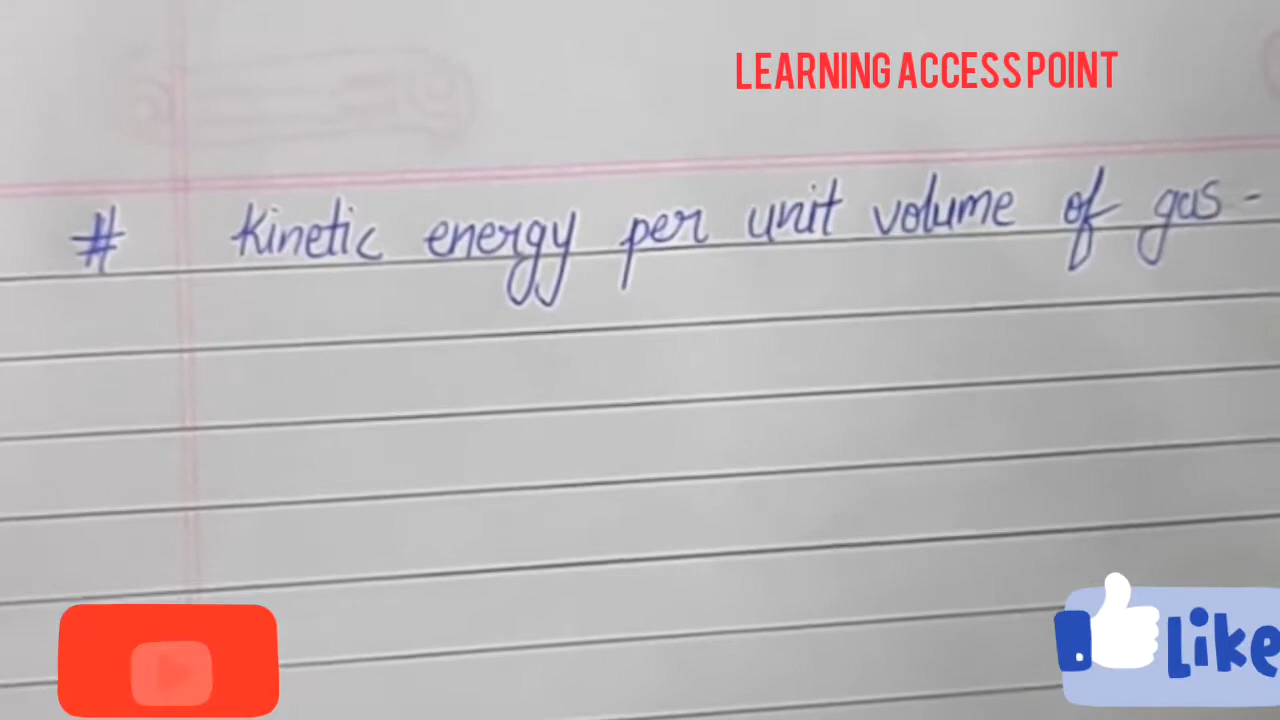 LEARNING ACCESS POINT
# Kinetic energy per unit volume of gas -
Like